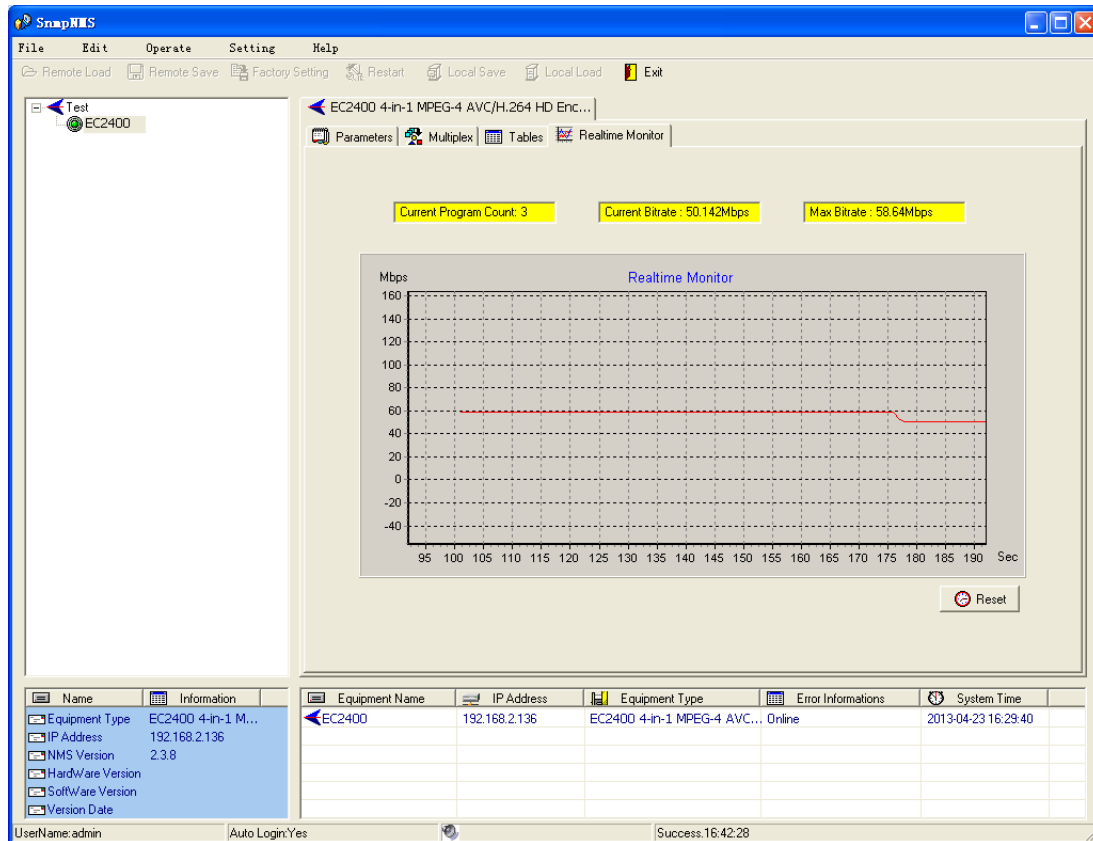 SnmpNMS
File Edit Operate Setting Help
Remote Load Remote Save Factory Setting Restart Local Save Local Load Exit
Test
EC2400
EC2400 4-in-1 MPEG-4 AVC/H.264 HD Enc...
Parameters Multiplex Tables Realtime Monitor
Current Program Count: 3 Current Bitrate : 50.142Mbps Max Bitrate : 58.64Mbps
Mbps Realtime Monitor
160
140
120
100
80
60
40
20
0
-20
-40
95 100 105 110 115 120 125 130 135 140 145 150 155 160 165 170 175 180 185 190 Sec
Reset
Name Information
Equipment Type EC2400 4-in-1 M...
IP Address 192.168.2.136
NMS Version 2.3.8
HardWare Version
SoftWare Version
Version Date
Equipment Name IP Address Equipment Type Error Informations System Time
EC2400 192.168.2.136 EC2400 4-in-1 MPEG-4 AVC... Online 2013-04-23 16:29:40
UserName:admin Auto Login:Yes Success.16:42:28